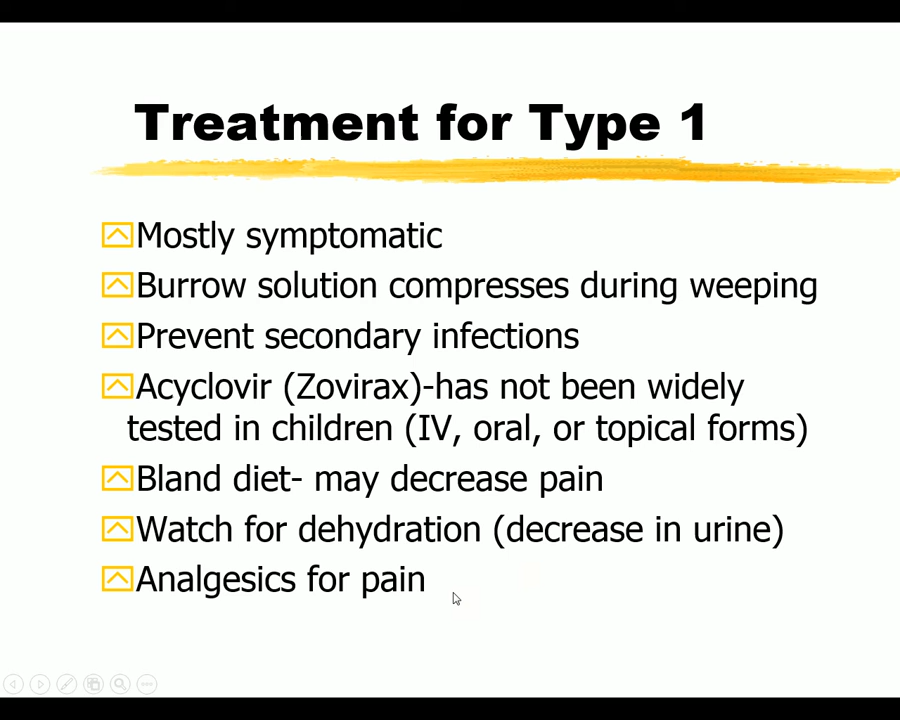 Treatment for Type 1
Mostly symptomatic
Burrow solution compresses during weeping
Prevent secondary infections
Acyclovir (Zovirax)-has not been widely
tested in children (IV, oral, or topical forms)
Bland diet- may decrease pain
Watch for dehydration (decrease in urine)
Analgesics for pain